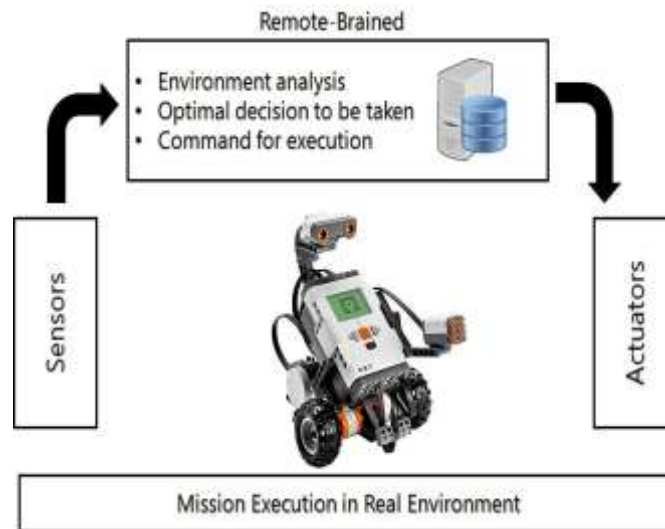 Remote-Brained
• Environment analysis
• Optimal decision to be taken
• Command for execution
Sensors
Actuators
Mission Execution in Real Environment